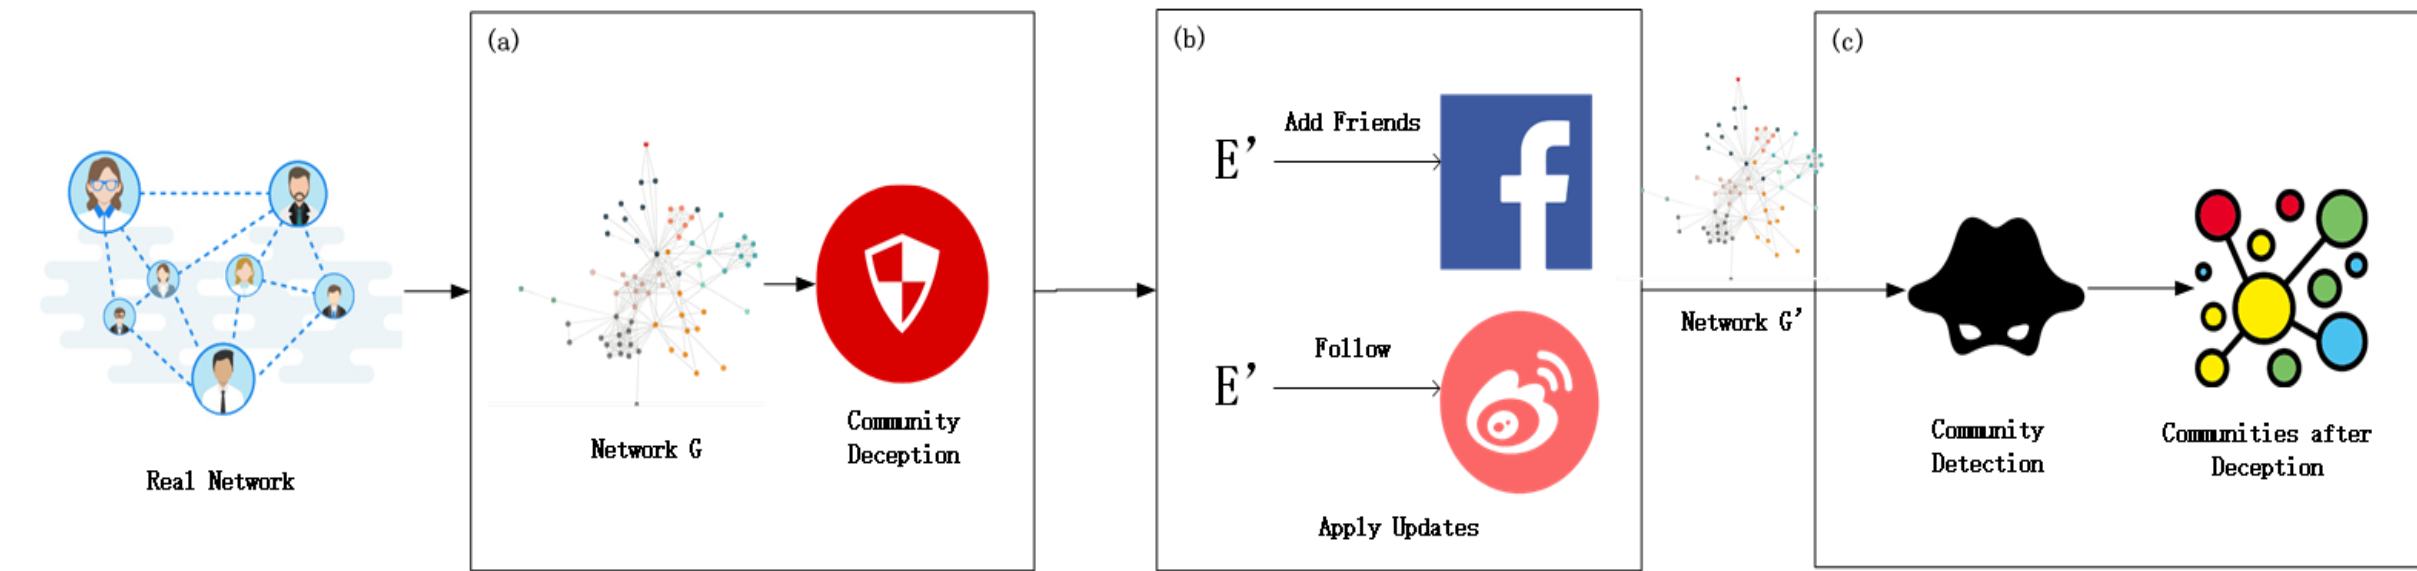 Real Network
(a)
Network G
Community
Deception
(b)
E’
Add Friends
E’
Follow
Apply Updates
Network G’
(c)
Community
Detection
Communities after
Deception